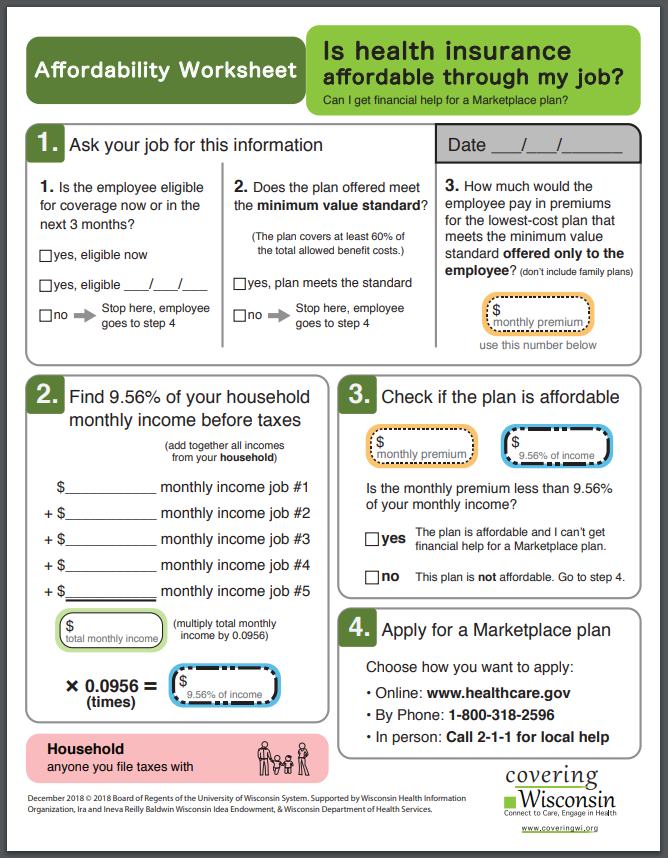 Affordability Worksheet
Is health insurance
affordable through my job?
Can I get financial help for a Marketplace plan?
1. Ask your job for this information
Date ___/___/______
1. Is the employee eligible
for coverage now or in the
next 3 months?
yes, eligible now
yes, eligible ___/___/___
no
Stop here, employee
goes to step 4
2. Does the plan offered meet
the minimum value standard?
(The plan covers at least 60% of
the total allowed benefit costs.)
yes, plan meets the standard
no
Stop here, employee
goes to step 4
3. How much would the
employee pay in premiums
for the lowest-cost plan that
meets the minimum value
standard offered only to the
employee? (don't include family plans)
$
monthly premium
use this number below
2. Find 9.56% of your household
monthly income before taxes
(add together all incomes
from your household)
$___________ monthly income job #1
+ $___________ monthly income job #2
+ $___________ monthly income job #3
+ $___________ monthly income job #4
+ $___________ monthly income job #5
$
total monthly income
(multiply total monthly
income by 0.0956)
× 0.0956 =
(times)
$
9.56% of income
Household
anyone you file taxes with
3. Check if the plan is affordable
$
monthly premium
$
9.56% of income
Is the monthly premium less than 9.56%
of your monthly income?
yes
The plan is affordable and I can't get
financial help for a Marketplace plan.
no
This plan is not affordable. Go to step 4.
4. Apply for a Marketplace plan
Choose how you want to apply:
• Online: www.healthcare.gov
• By Phone: 1-800-318-2596
• In person: Call 2-1-1 for local help
December 2018 © 2018 Board of Regents of the University of Wisconsin System. Supported by Wisconsin Health Information
Organization, Ira and Ineva Reilly Baldwin Wisconsin Idea Endowment, & Wisconsin Department of Health Services.
covering
Wisconsin
Connect to Care, Engage in Health
www.coveringwi.org